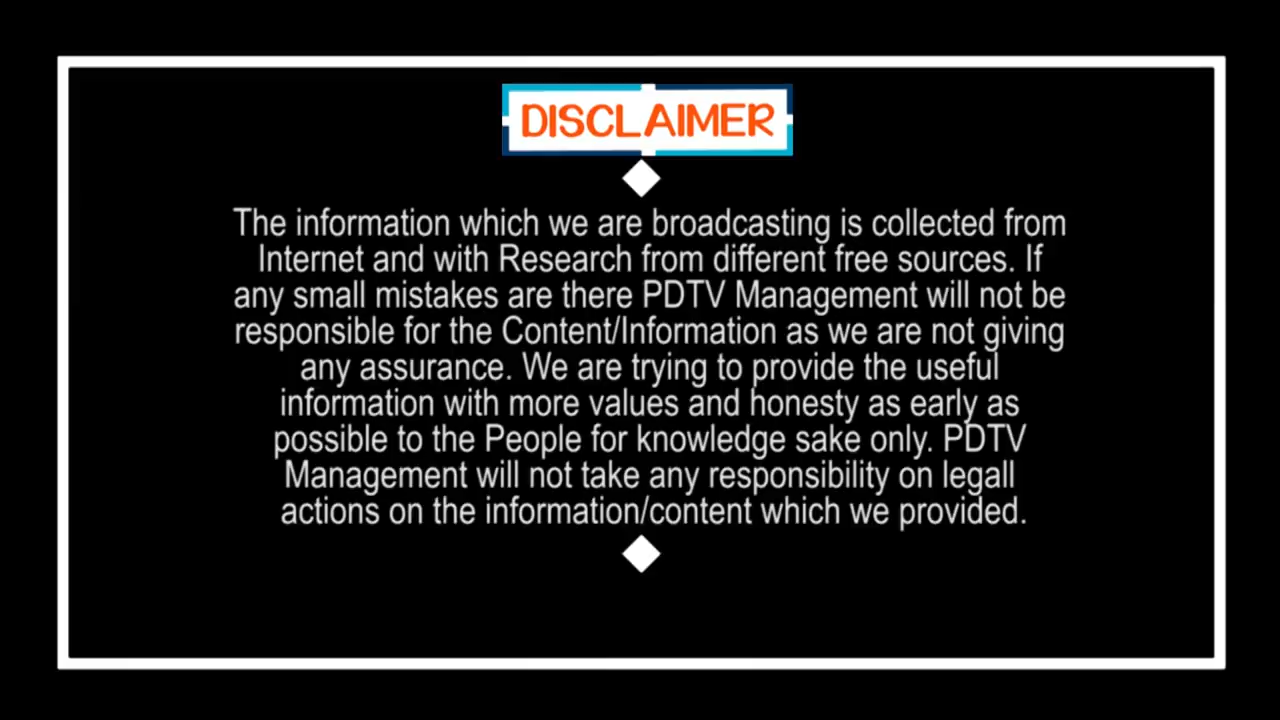 DISCLAIMER
The information which we are broadcasting is collected from
Internet and with Research from different free sources. If
any small mistakes are there PDTV Management will not be
responsible for the Content/Information as we are not giving
any assurance. We are trying to provide the useful
information with more values and honesty as early as
possible to the People for knowledge sake only. PDTV
Management will not take any responsibility on legall
actions on the information/content which we provided.